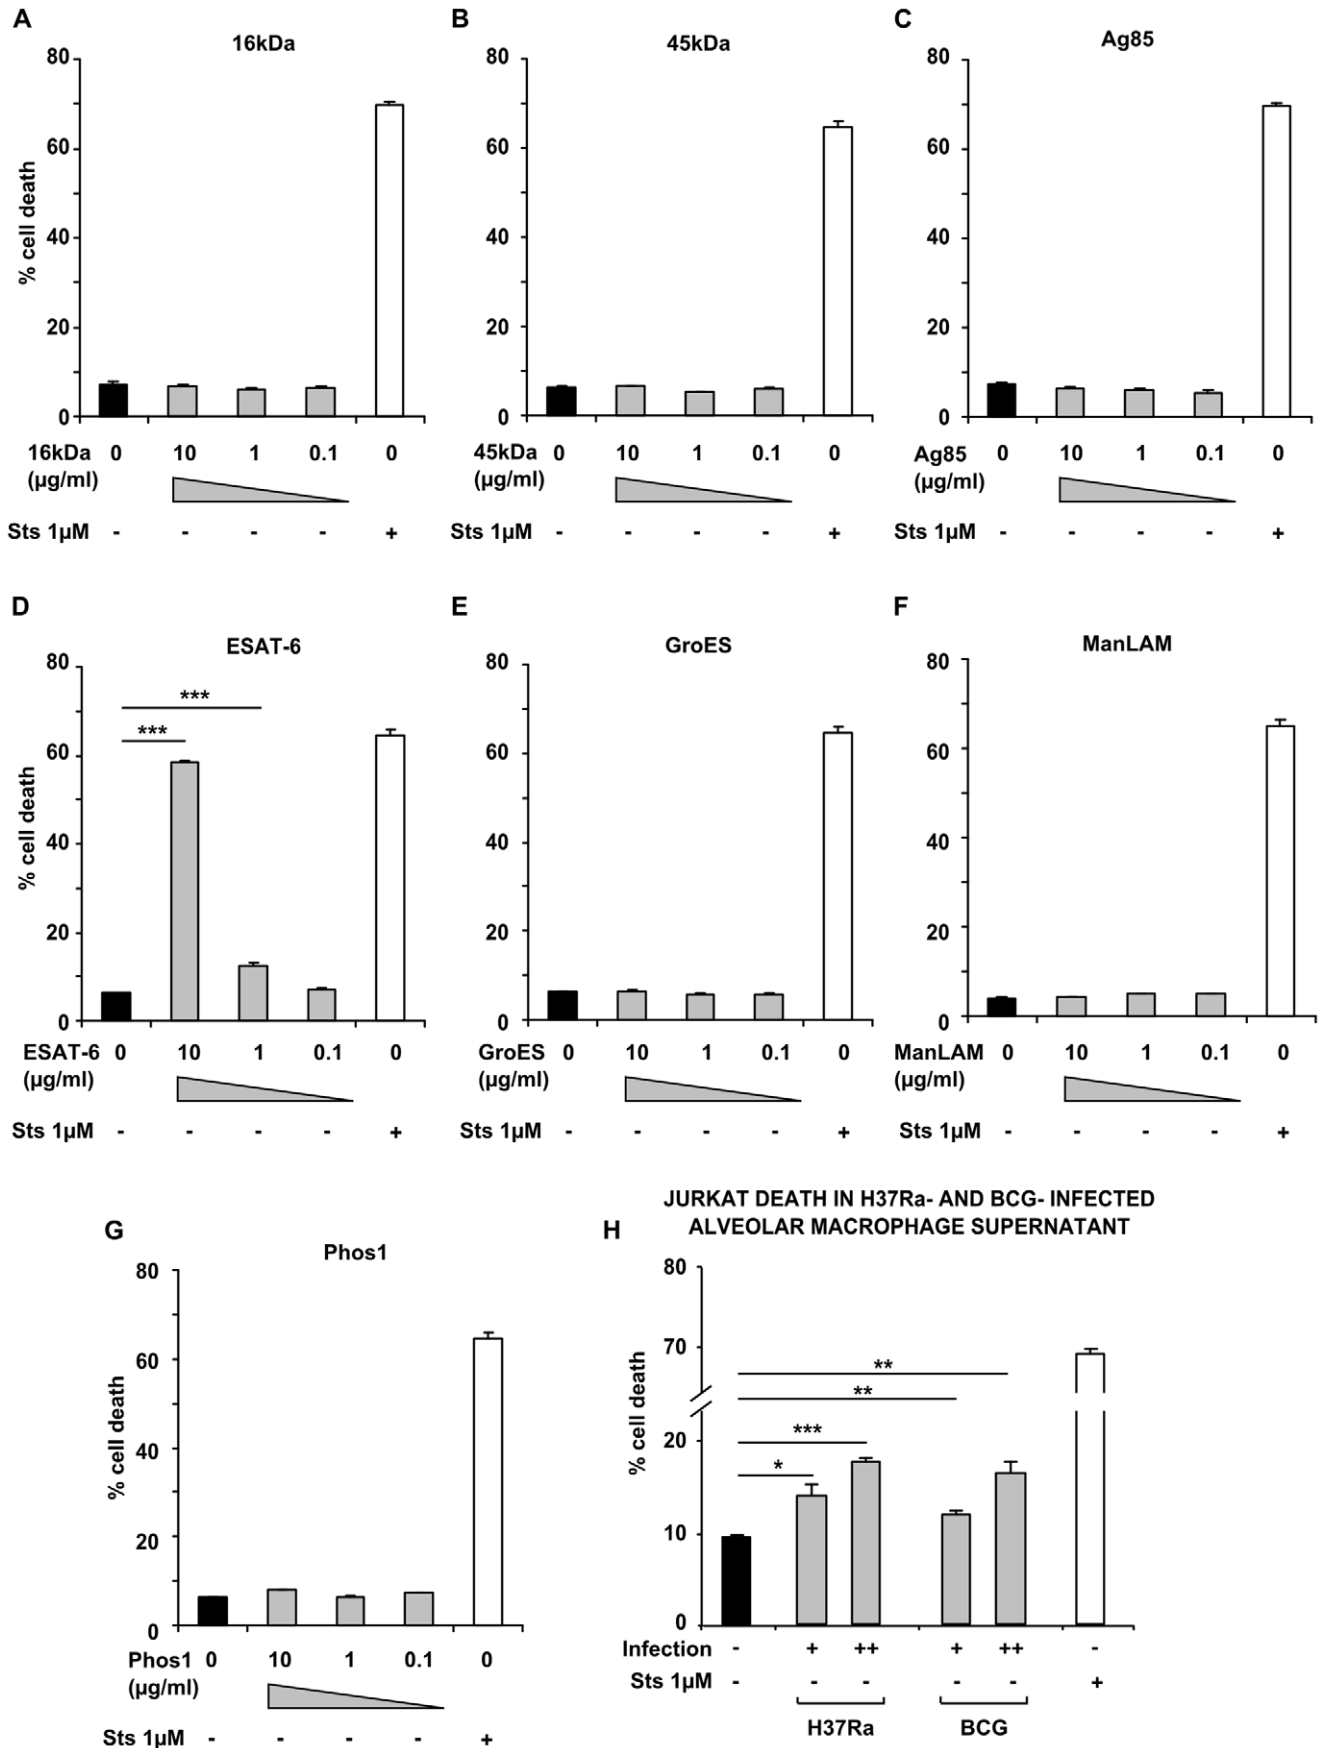 A
16kDa
% cell death
80
60
40
20
0
16kDa 0 10 1 0.1 0
(µg/ml)
Sts 1µM - - - - +
B
45kDa
80
60
40
20
0
45kDa 0 10 1 0.1 0
(µg/ml)
Sts 1µM - - - - +
C
Ag85
80
60
40
20
0
Ag85 0 10 1 0.1 0
(µg/ml)
Sts 1µM - - - - +
D
ESAT-6
% cell death
80
60
40
20
0
***
***
ESAT-6 0 10 1 0.1 0
(µg/ml)
Sts 1µM - - - - +
E
GroES
80
60
40
20
0
GroES 0 10 1 0.1 0
(µg/ml)
Sts 1µM - - - - +
F
ManLAM
80
60
40
20
0
ManLAM 0 10 1 0.1 0
(µg/ml)
Sts 1µM - - - - +
G
Phos1
% cell death
80
60
40
20
0
Phos1 0 10 1 0.1 0
(µg/ml)
Sts 1µM - - - - +
JURKAT DEATH IN H37Ra- AND BCG- INFECTED
H ALVEOLAR MACROPHAGE SUPERNATANT
% cell death
80
70
20
10
0
**
**
***
*
Infection - + ++ + ++ -
Sts 1µM - - - - - +
H37Ra BCG